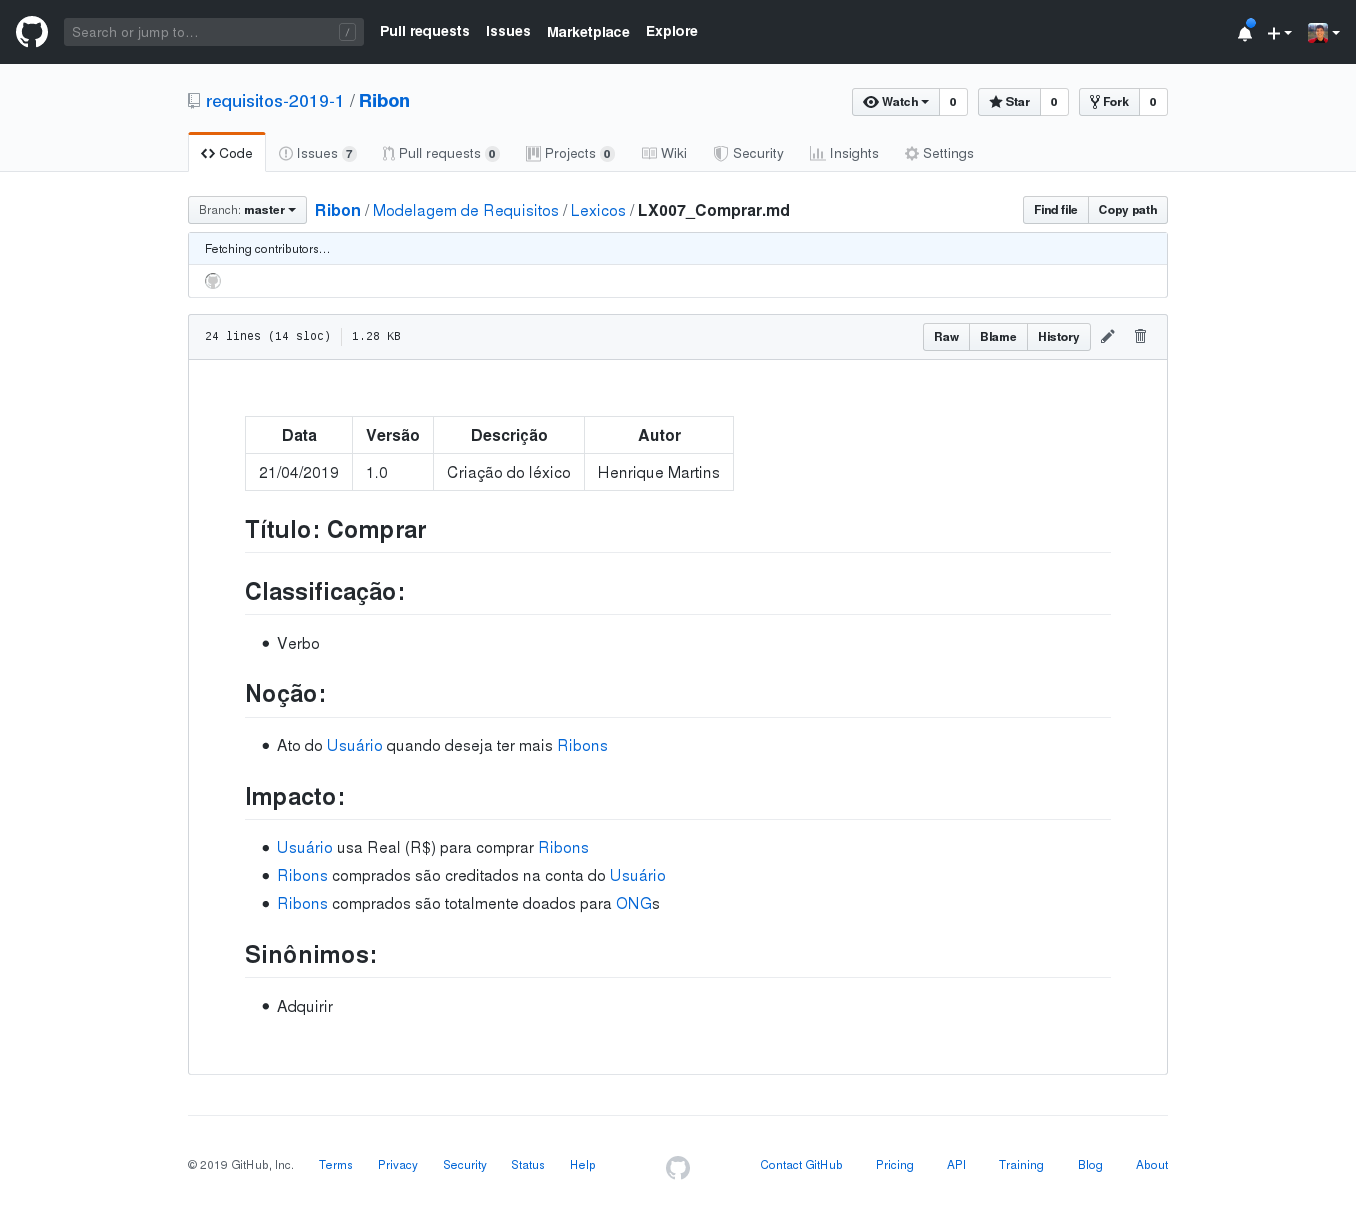 Search or jump to... /
Pull requests Issues Marketplace Explore
requisitos-2019-1 / Ribon
Watch 0 Star 0 Fork 0
Code Issues 7 Pull requests 0 Projects 0 Wiki Security Insights Settings
Branch: master Ribon / Modelagem de Requisitos / Lexicos / LX007_Comprar.md Find file Copy path
Fetching contributors…
24 lines (14 sloc) 1.28 KB Raw Blame History
Data Versão Descrição Autor
21/04/2019 1.0 Criação do léxico Henrique Martins
Título: Comprar
Classificação:
Verbo
Noção:
Ato do Usuário quando deseja ter mais Ribons
Impacto:
Usuário usa Real (R$) para comprar Ribons
Ribons comprados são creditados na conta do Usuário
Ribons comprados são totalmente doados para ONGs
Sinônimos:
Adquirir
© 2019 GitHub, Inc. Terms Privacy Security Status Help Contact GitHub Pricing API Training Blog About